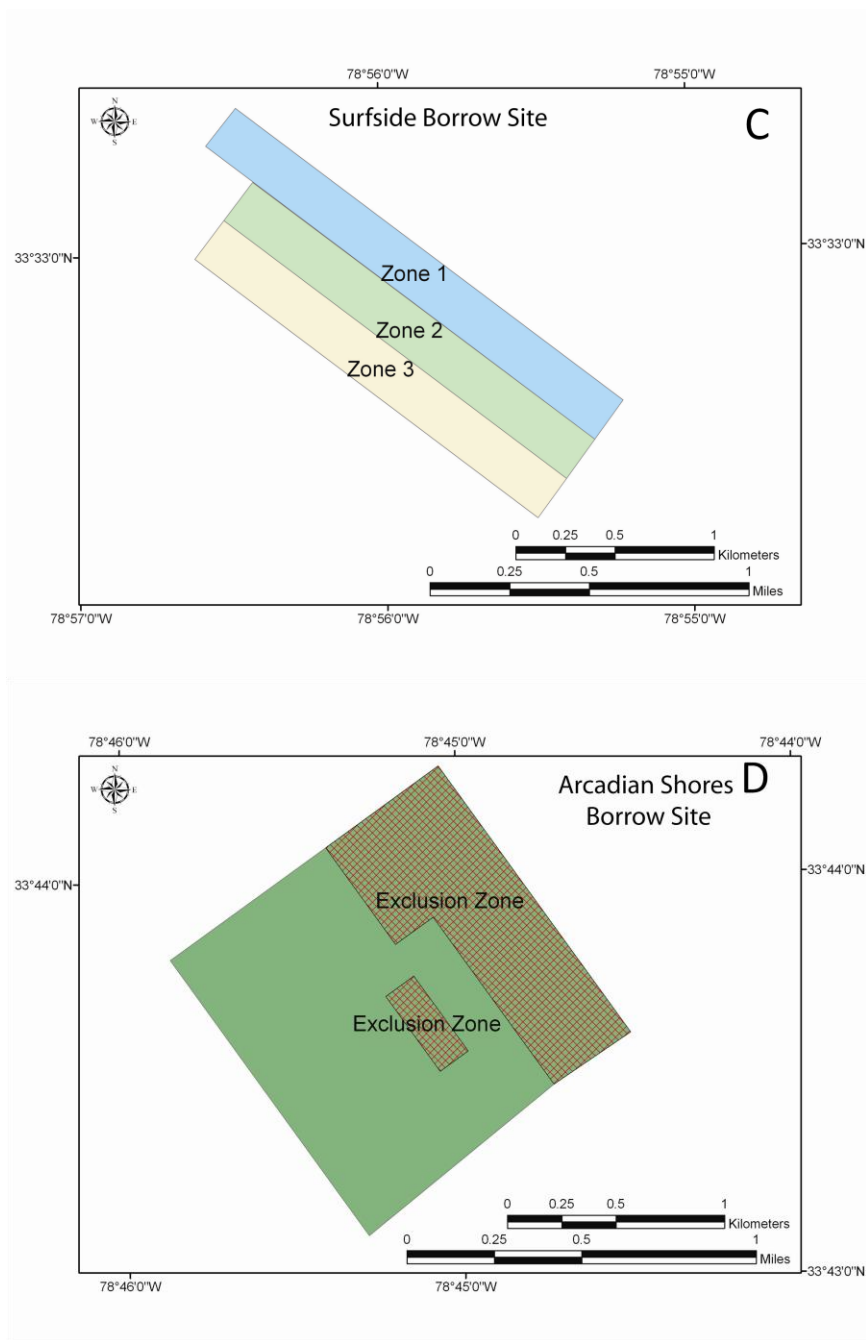 78°56'0"W 78°55'0"W
N
W E
S
Surfside Borrow Site
C
33°33'0"N 33°33'0"N
Zone 1
Zone 2
Zone 3
0 0.25 0.5 1
Kilometers
0 0.25 0.5 1
Miles
78°57'0"W 78°56'0"W 78°55'0"W
78°46'0"W 78°45'0"W 78°44'0"W
N
W E
S
Arcadian Shores
Borrow Site
D
33°44'0"N 33°44'0"N
Exclusion Zone
Exclusion Zone
0 0.25 0.5 1
Kilometers
0 0.25 0.5 1
Miles
33°43'0"N
78°46'0"W 78°45'0"W